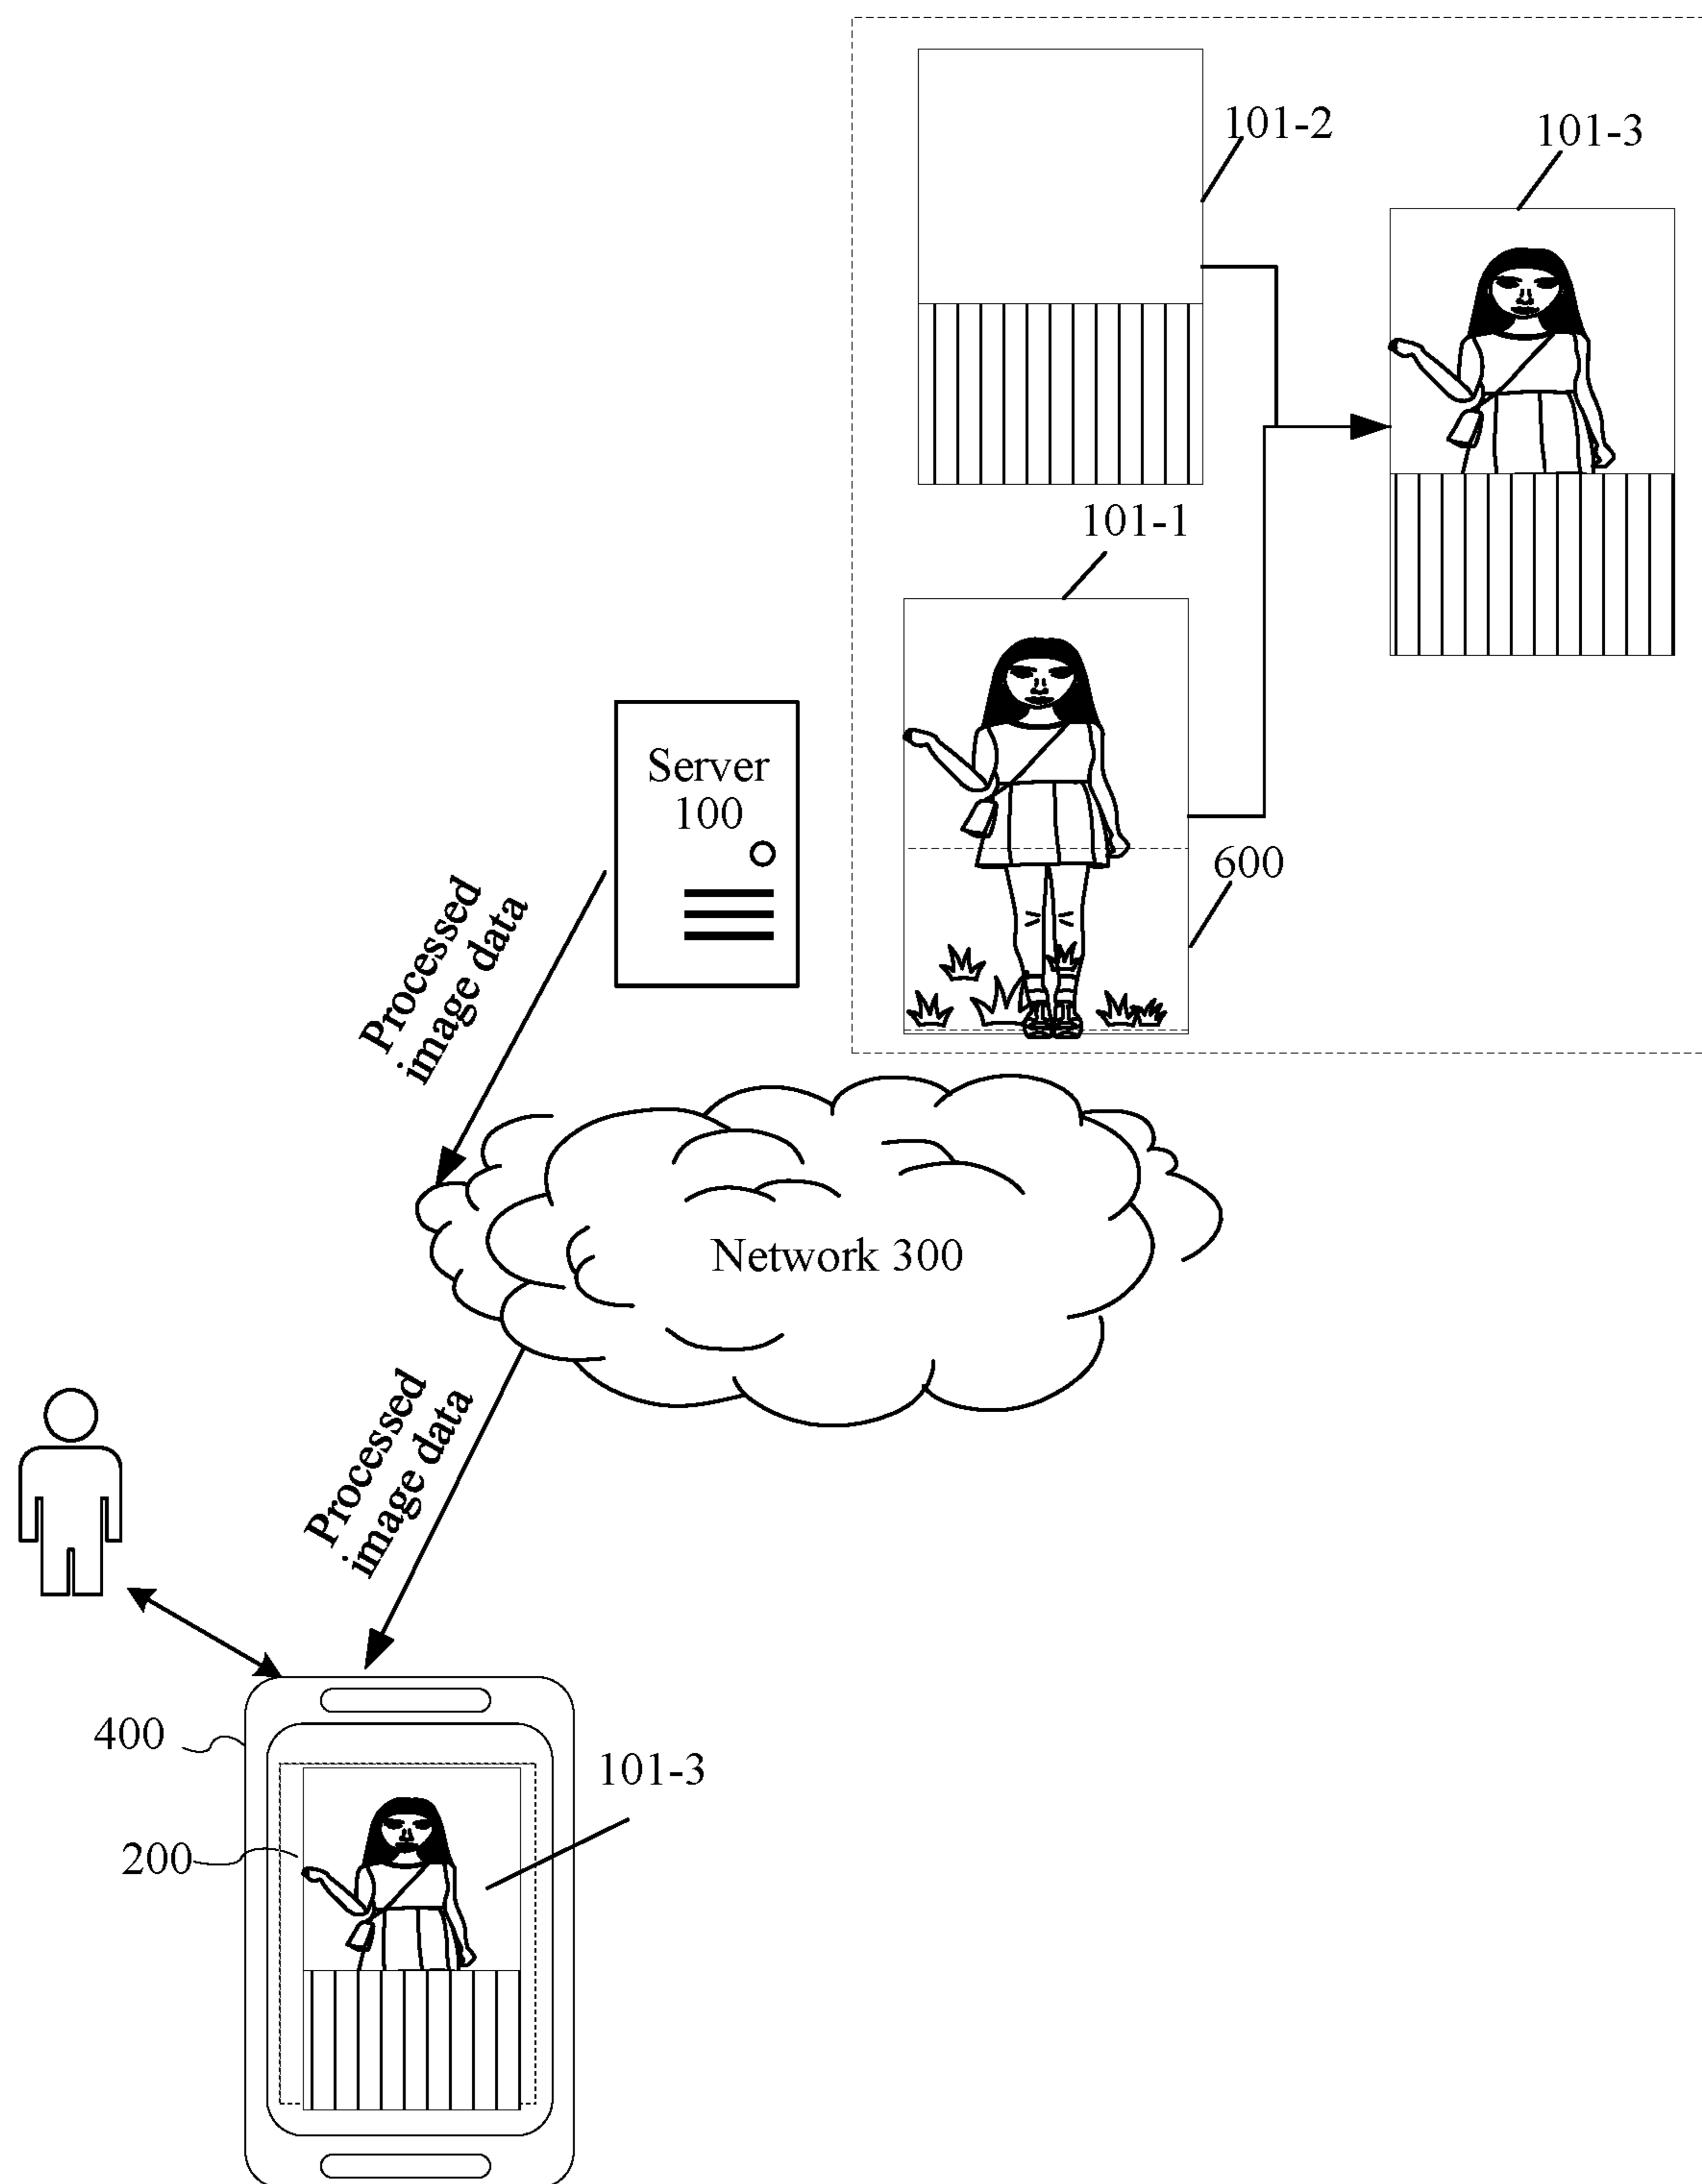 101-2
101-3
101-1
Server
100
600
Processed
image data
Network 300
Processed
image data
400
101-3
200